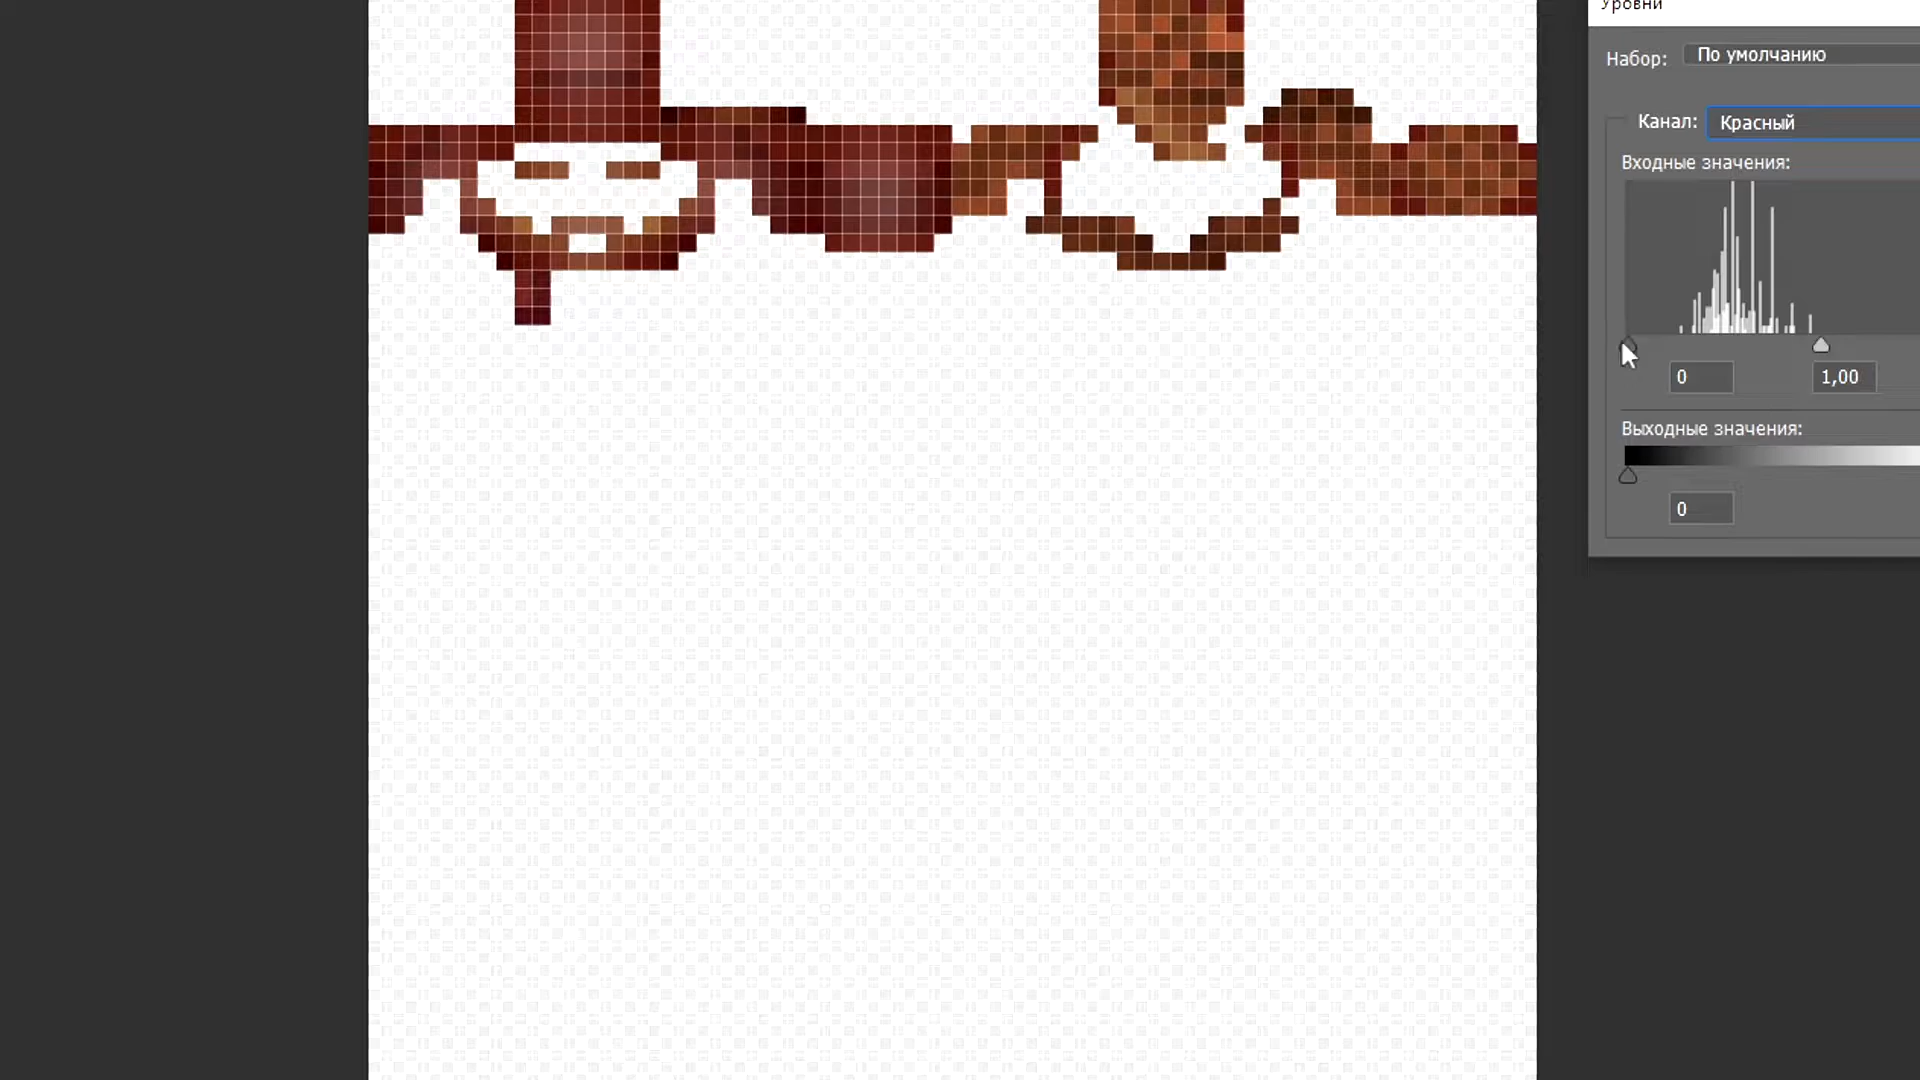 Уровни
Набор: По умолчанию
Канал: Красный
Входные значения:
0 1,00
Выходные значения:
0